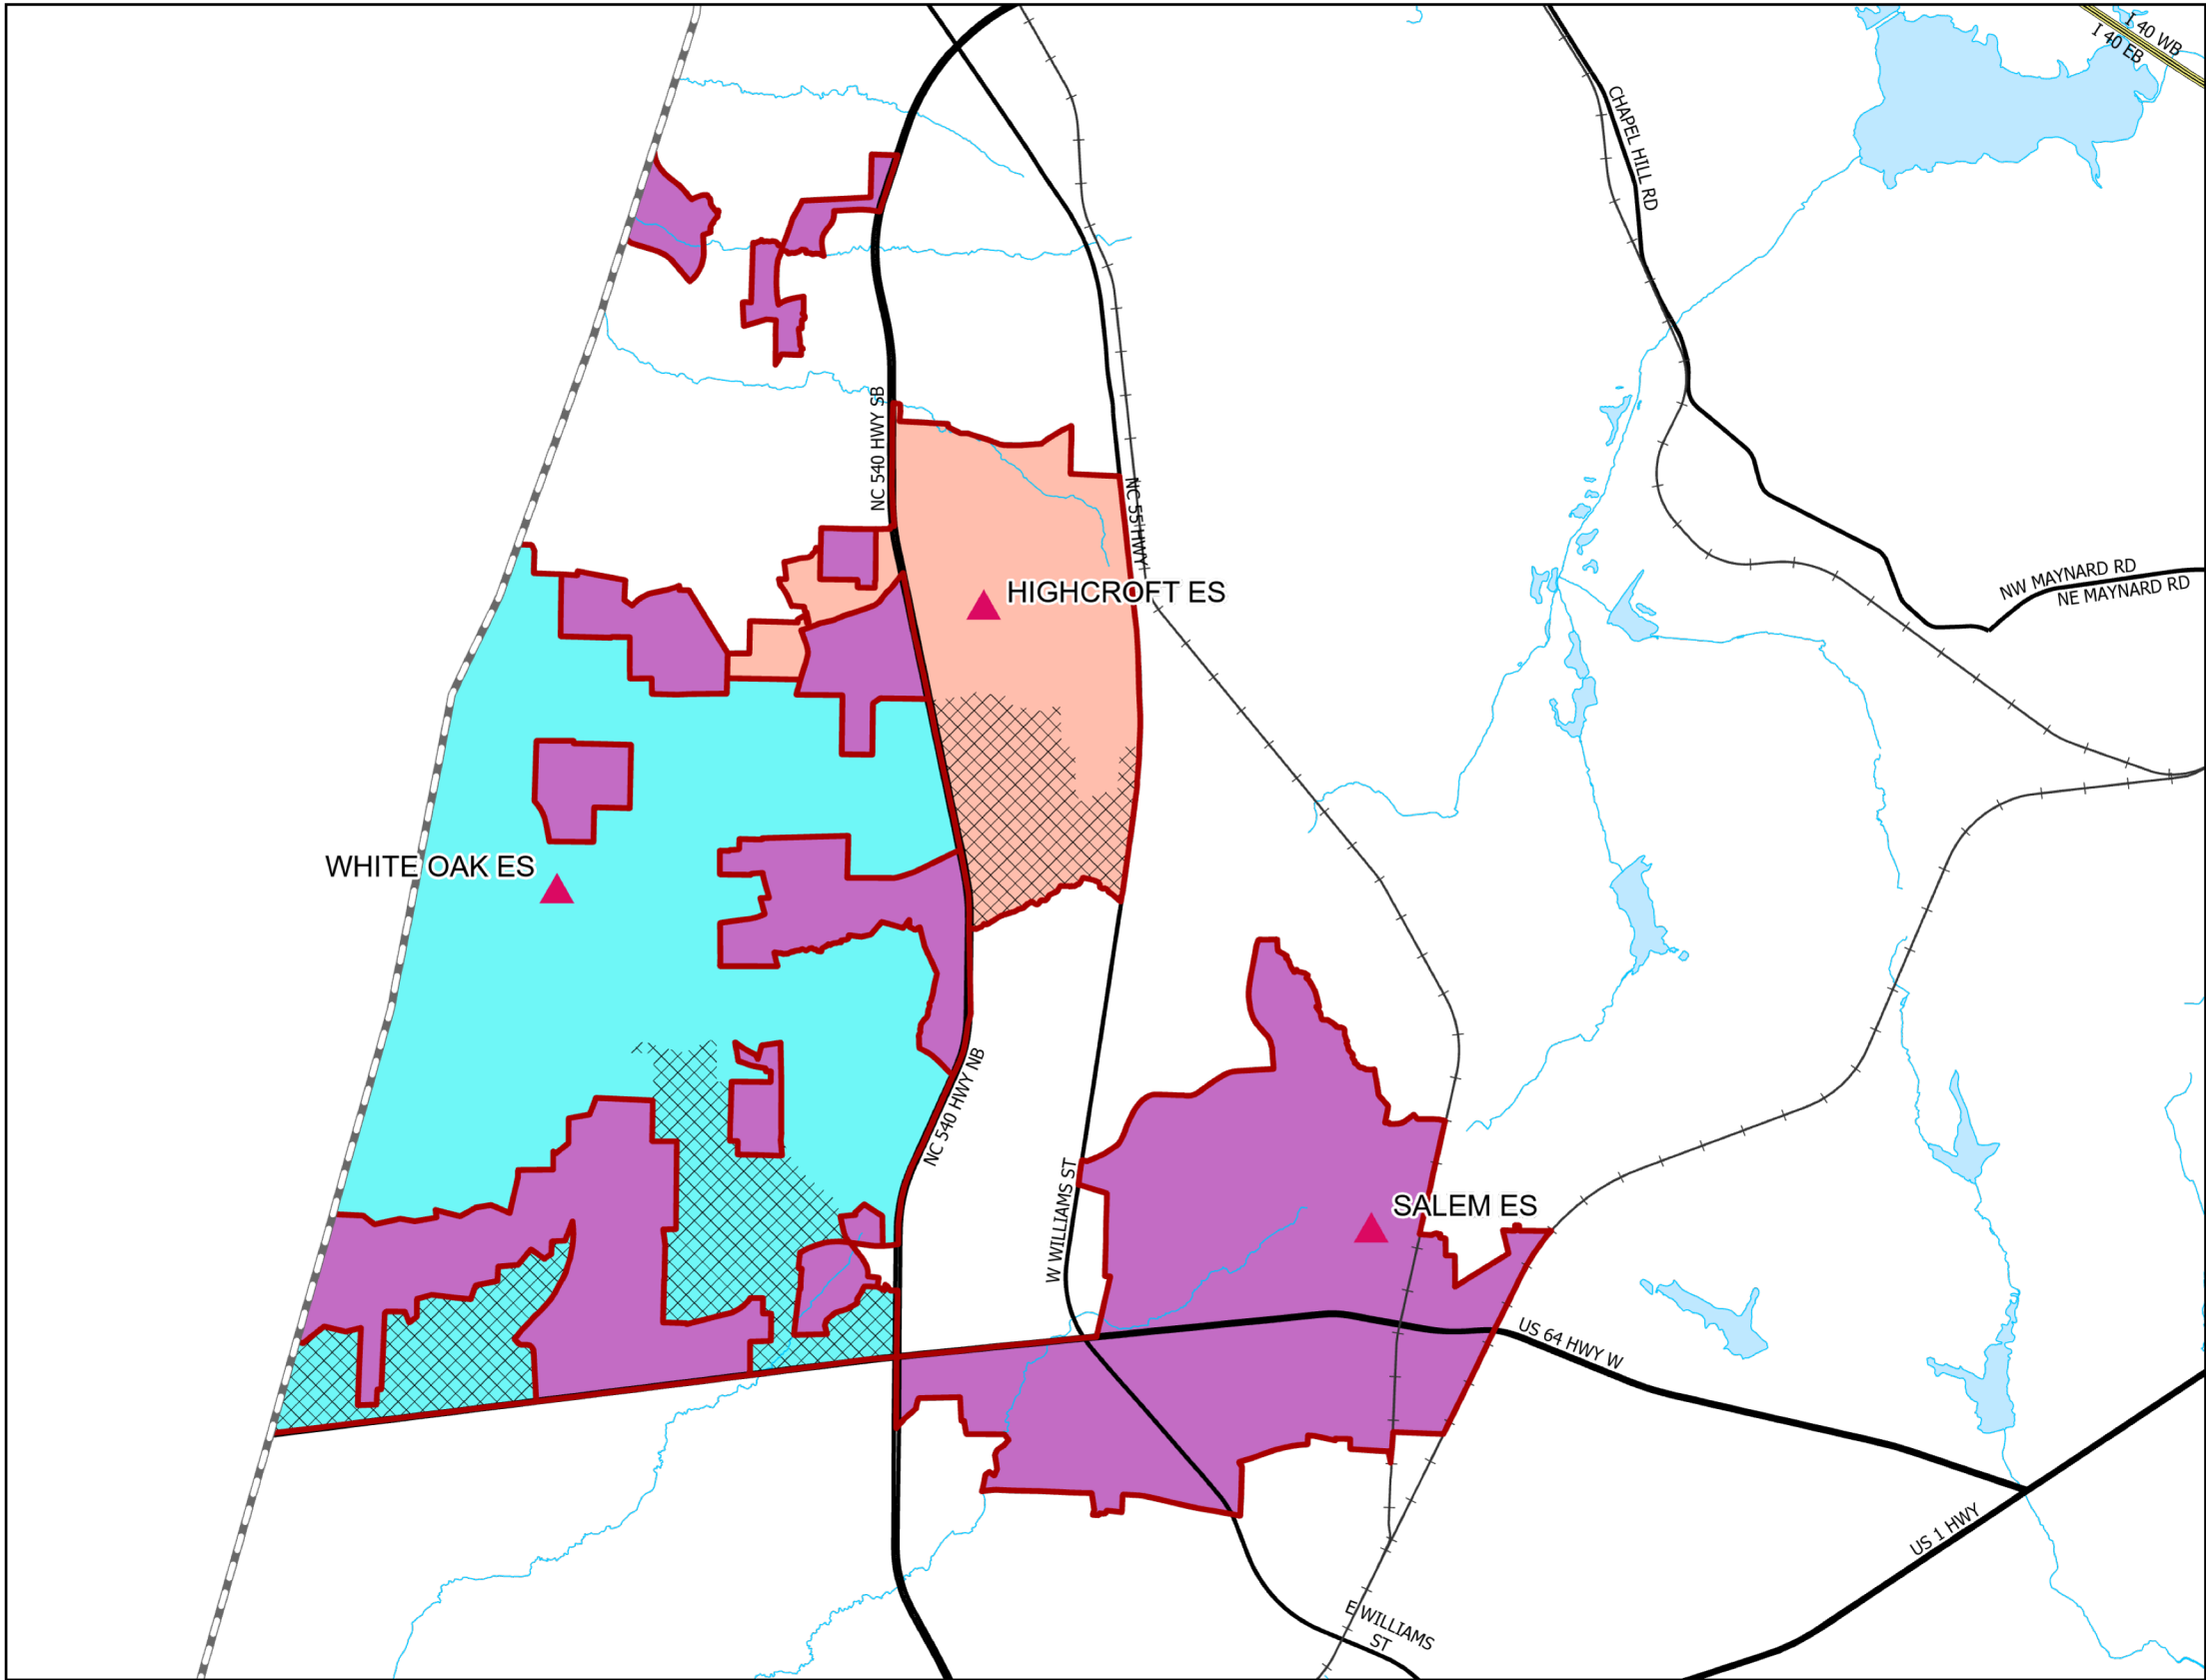 I 40 WB
I 40 EB
CHAPEL HILL RD
NC 540 HWY SB
NC 55 HWY
NW MAYNARD RD
NE MAYNARD RD
HIGHCROFT ES
WHITE OAK ES
NC 540 HWY NB
W WILLIAMS ST
SALEM ES
US 64 HWY W
US 1 HWY
E WILLIAMS
ST